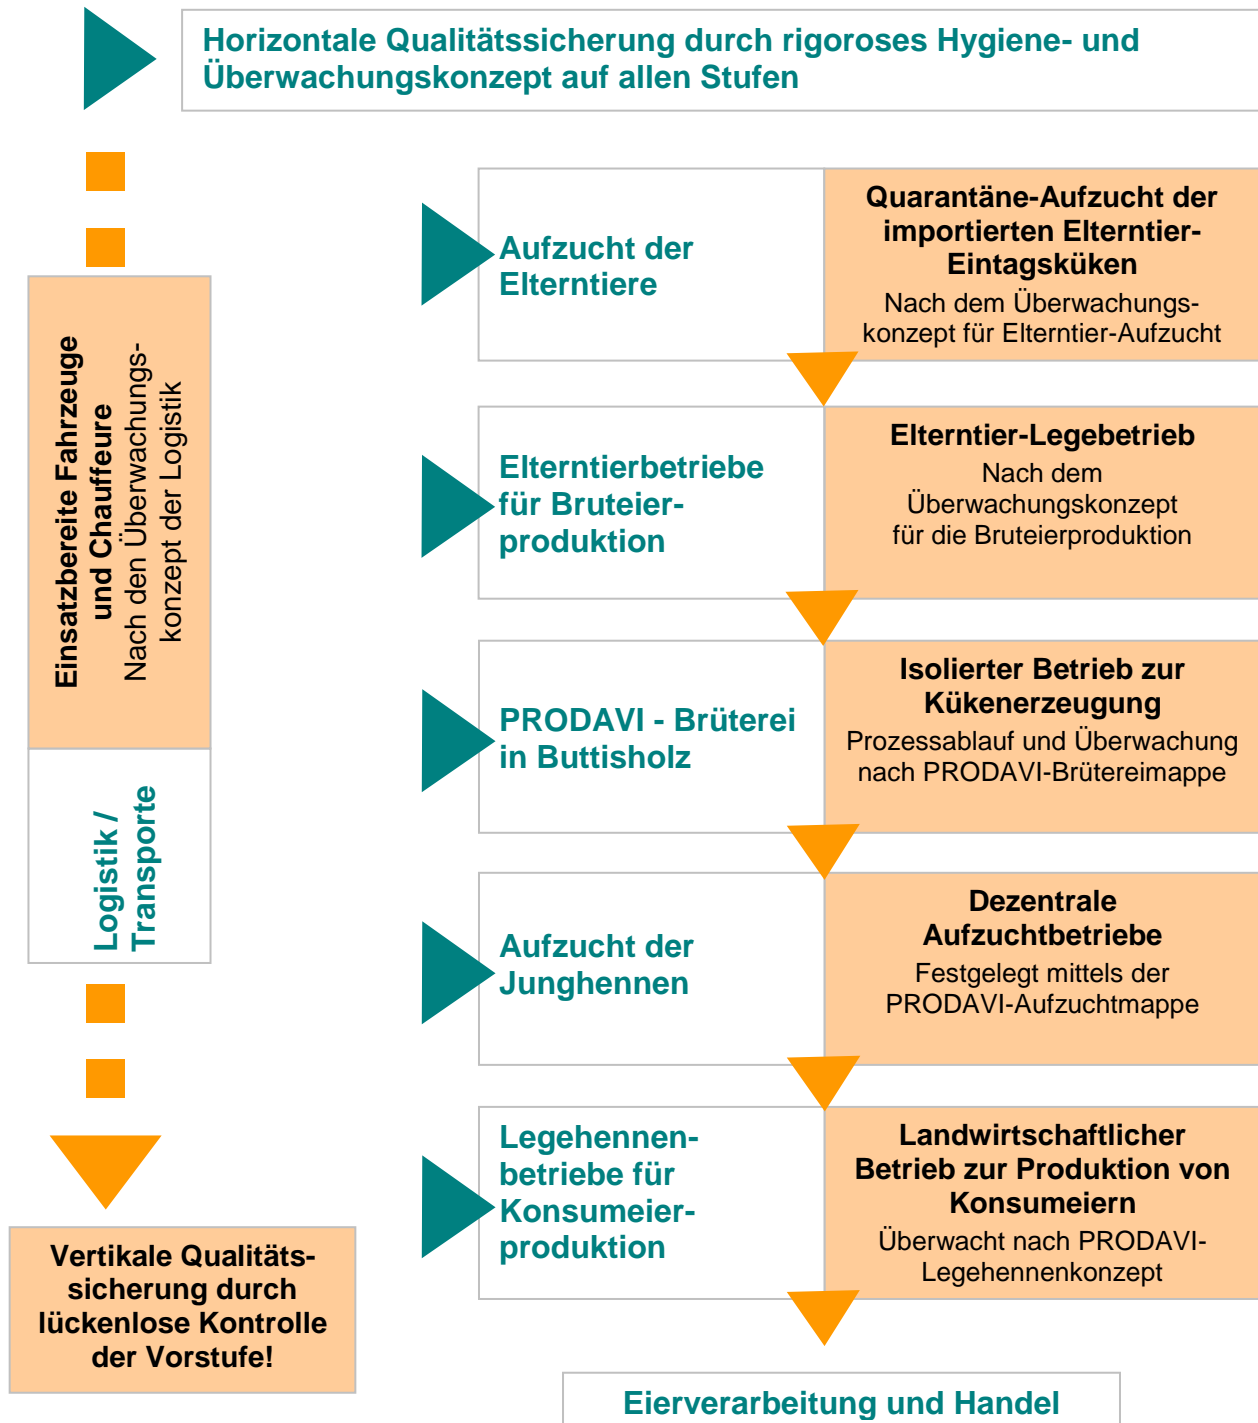 Horizontale Qualitätssicherung durch rigoroses Hygiene- und
Überwachungskonzept auf allen Stufen
Einsatzbereite Fahrzeuge
und Chauffeure
Nach den Überwachungs-
konzept der Logistik
Logistik /
Transporte
Vertikale Qualitäts-
sicherung durch
lückenlose Kontrolle
der Vorstufe!
Aufzucht der
Elterntiere
Quarantäne-Aufzucht der
importierten Elterntier-
Eintagsküken
Nach dem Überwachungs-
konzept für Elterntier-Aufzucht
Elterntierbetriebe
für Bruteier-
produktion
Elterntier-Legebetrieb
Nach dem
Überwachungskonzept
für die Bruteierproduktion
PRODAVI - Brüterei
in Buttisholz
Isolierter Betrieb zur
Kükenerzeugung
Prozessablauf und Überwachung
nach PRODAVI-Brütereimappe
Aufzucht der
Junghennen
Dezentrale
Aufzuchtbetriebe
Festgelegt mittels der
PRODAVI-Aufzuchtmappe
Legehennen-
betriebe für
Konsumeier-
produktion
Landwirtschaftlicher
Betrieb zur Produktion von
Konsumeiern
Überwacht nach PRODAVI-
Legehennenkonzept
Eierverarbeitung und Handel